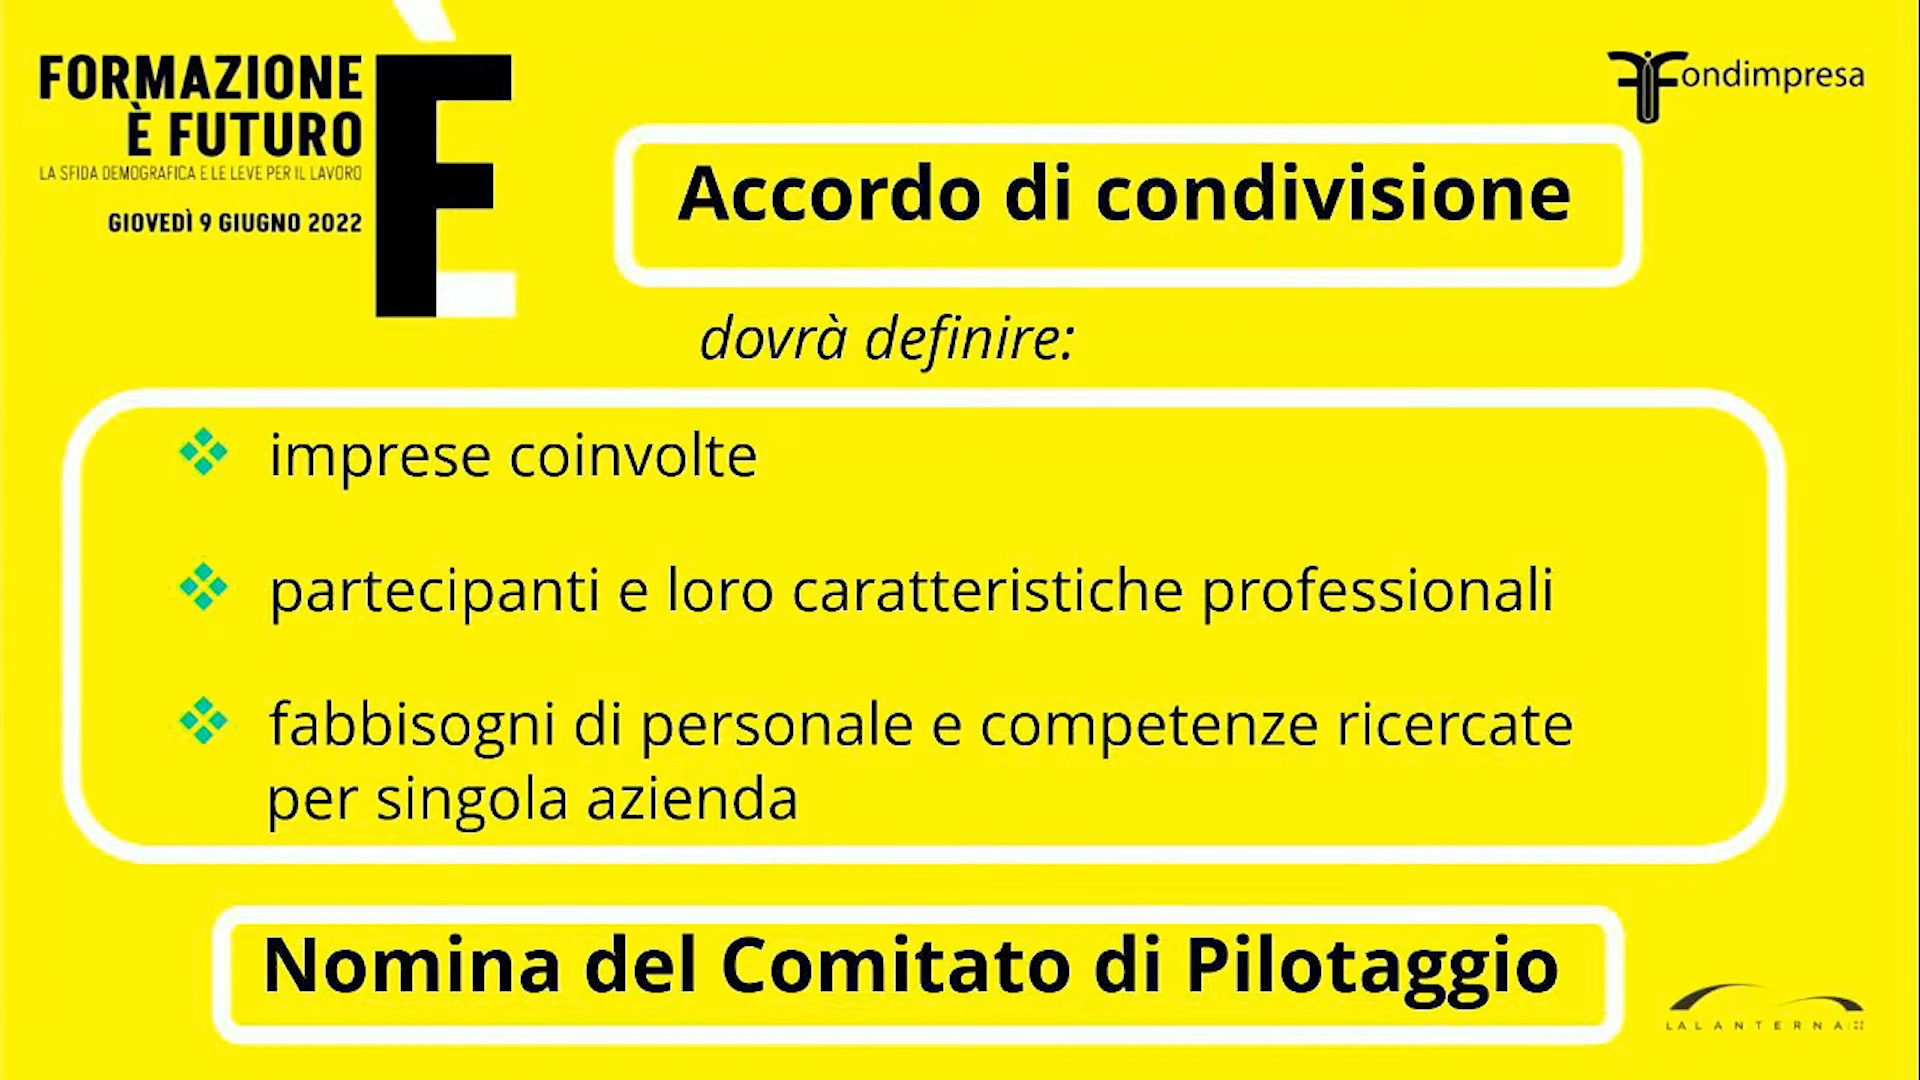 FORMAZIONE
È FUTURO
LA SFIDA DEMOGRAFICA E LE LEVE PER IL LAVORO
GIOVEDÌ 9 GIUGNO 2022
È
Fondimpresa
Accordo di condivisione
dovrà definire:
imprese coinvolte
partecipanti e loro caratteristiche professionali
fabbisogni di personale e competenze ricercate
per singola azienda
Nomina del Comitato di Pilotaggio
LALANTERNA